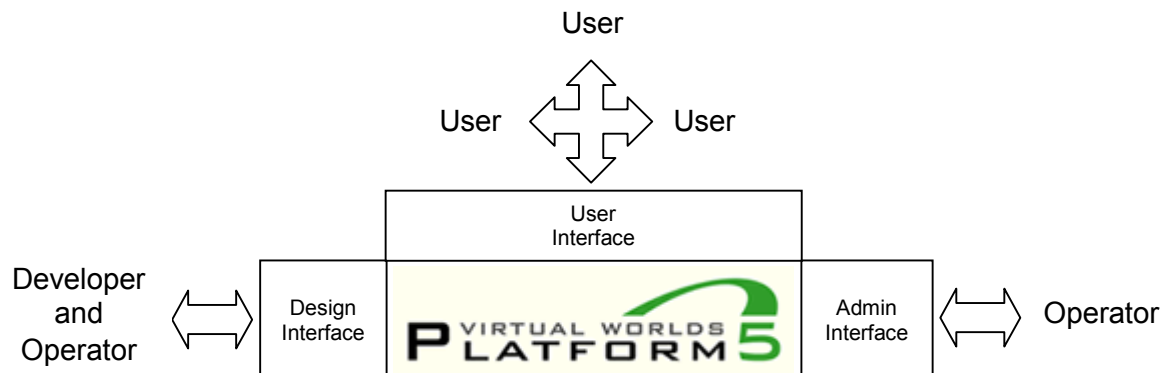 User
User
User
User
Interface
Developer
and
Operator
Design
Interface
VIRTUAL WORLDS
PLATFORM 5
Admin
Interface
Operator